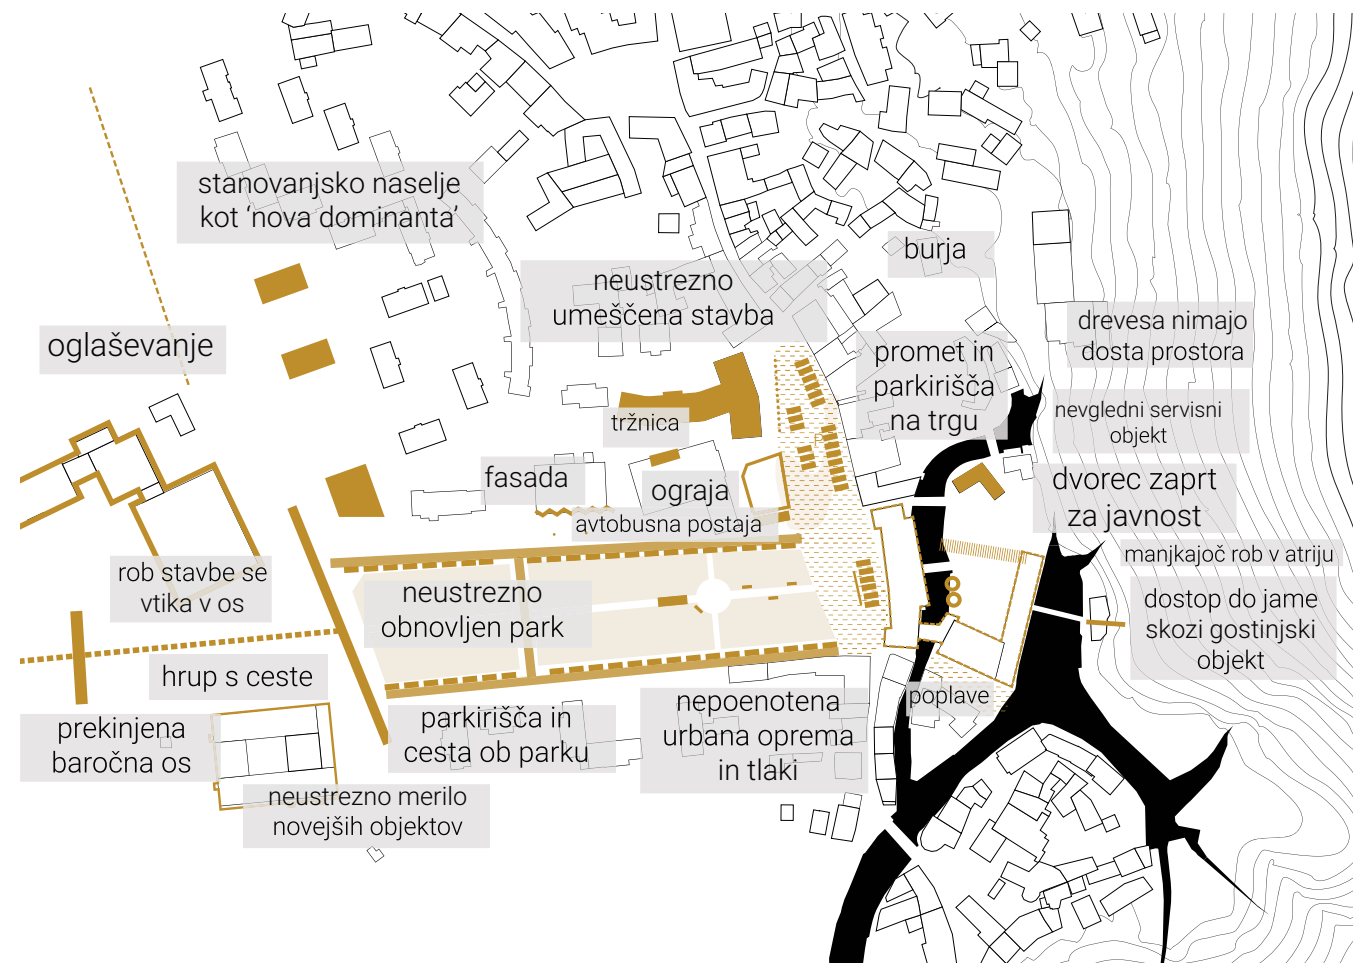 stanovanjsko naselje
kot ‘nova dominanta’
burja
neustrezno
umeščena stavba
oglaševanje
drevesa nimajo
dosta prostora
promet in
parkirišča
na trgu
nevgledni servisni
objekt
tržnica
P
fasada
ograja
dvorec zaprt
za javnost
avtobusna postaja
manjkajoč rob v atriju
rob stavbe se
vtika v os
neustrezno
obnovljen park
dostop do jame
skozi gostinjski
objekt
hrup s ceste
poplave
prekinjena
baročna os
parkirišča in
cesta ob parku
nepoenotena
urbana oprema
in tlaki
neustrezno merilo
novejših objektov